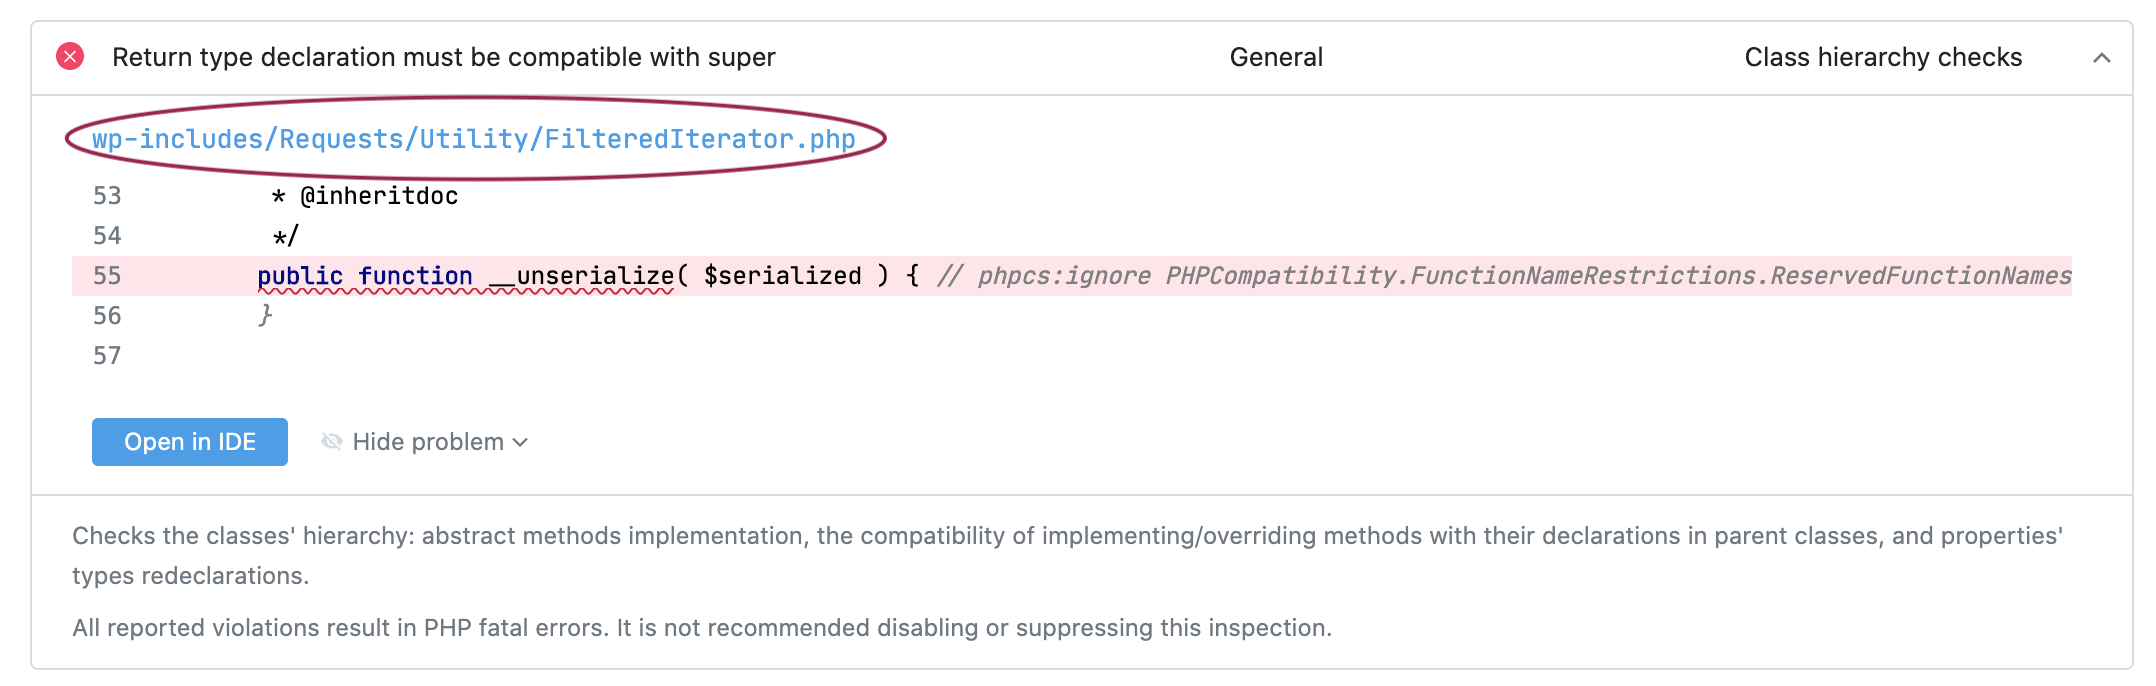 Return type declaration must be compatible with super General Class hierarchy checks
wp-includes/Requests/Utility/FilteredIterator.php
53 * @inheritdoc
54 */
55 public function __unserialize( $serialized ) { // phpcs:ignore PHPCompatibility.FunctionNameRestrictions.ReservedFunctionNames
56 }
57
Open in IDE Hide problem
Checks the classes' hierarchy: abstract methods implementation, the compatibility of implementing/overriding methods with their declarations in parent classes, and properties'
types redeclarations.
All reported violations result in PHP fatal errors. It is not recommended disabling or suppressing this inspection.